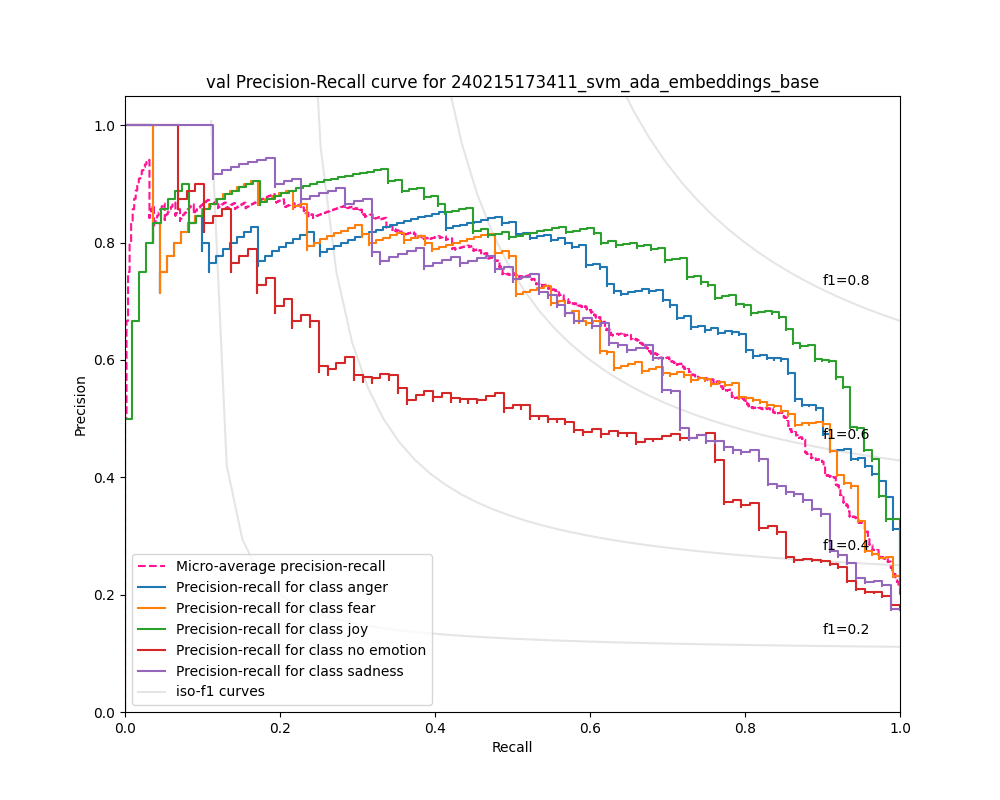 val Precision-Recall curve for 240215173411_svm_ada_embeddings_base
1.0
0.8
0.6
0.4
0.2
0.0
Precision
f1=0.8
f1=0.6
f1=0.4
f1=0.2
Micro-average precision-recall
Precision-recall for class anger
Precision-recall for class fear
Precision-recall for class joy
Precision-recall for class no emotion
Precision-recall for class sadness
iso-f1 curves
0.0 0.2 0.4 0.6 0.8 1.0
Recall